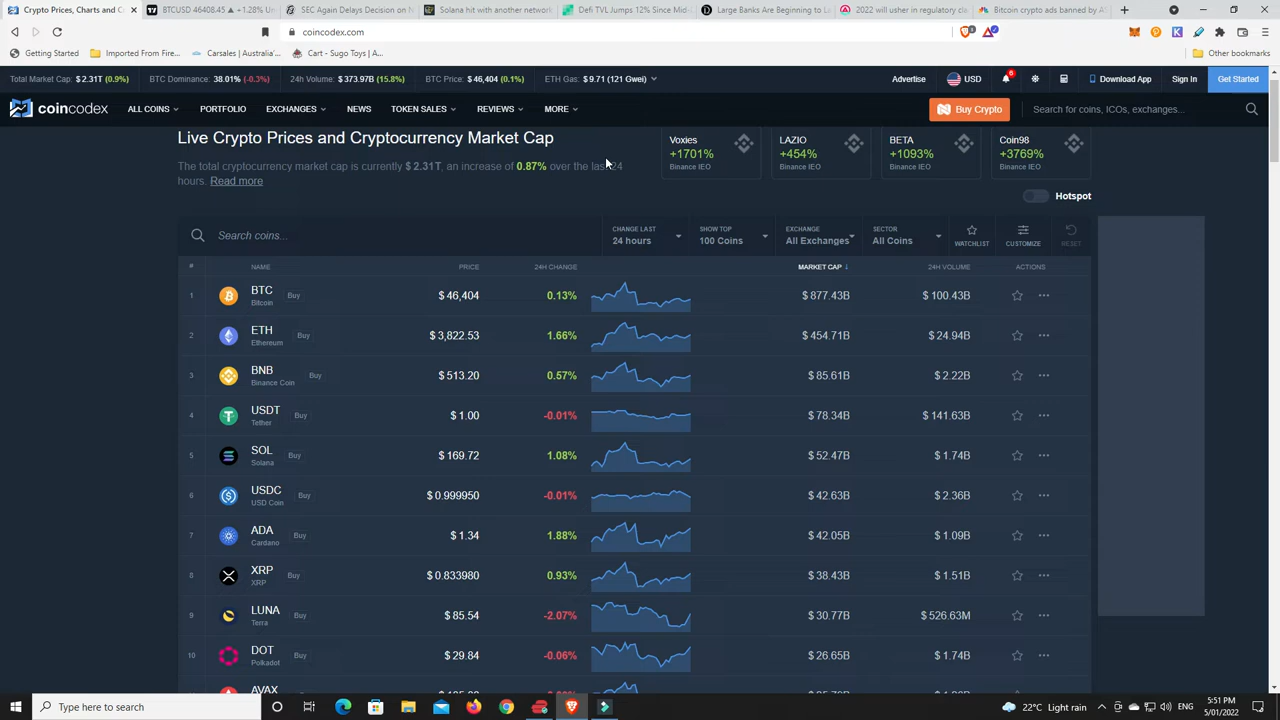 Crypto Prices, Charts and Cryptoc
BTCUSD 46408.45 ▲ +1.28% Un
SEC Again Delays Decision on N
Solana hit with another network
Defi TVL Jumps 12% Since Mid-
Large Banks Are Beginning to La
2022 will usher in regulatory cla
Bitcoin crypto ads banned by AS
coincodex.com
Getting Started
Imported From Fire...
Carsales | Australia'...
Cart - Sugo Toys | A...
Other bookmarks
Total Market Cap: $ 2.31T (0.9%)
BTC Dominance: 38.01% (-0.3%)
24h Volume: $ 373.97B (15.8%)
BTC Price: $ 46,404 (0.1%)
ETH Gas: $ 9.71 (121 Gwei)
Advertise
USD
6
Download App
Sign In
Get Started
coincodex
ALL COINS
PORTFOLIO
EXCHANGES
NEWS
TOKEN SALES
REVIEWS
MORE
Buy Crypto
Search for coins, ICOs, exchanges...
Live Crypto Prices and Cryptocurrency Market Cap
The total cryptocurrency market cap is currently $ 2.31T, an increase of 0.87% over the last 24
hours. Read more
Voxies
+1701%
Binance IEO
LAZIO
+454%
Binance IEO
BETA
+1093%
Binance IEO
Coin98
+3769%
Binance IEO
Hotspot
Search coins...
CHANGE LAST
24 hours
SHOW TOP
100 Coins
EXCHANGE
All Exchanges
SECTOR
All Coins
WATCHLIST
CUSTOMIZE
RESET
# NAME PRICE 24H CHANGE MARKET CAP ↓ 24H VOLUME ACTIONS
1 BTC Bitcoin Buy $ 46,404 0.13% $ 877.43B $ 100.43B
2 ETH Ethereum Buy $ 3,822.53 1.66% $ 454.71B $ 24.94B
3 BNB Binance Coin Buy $ 513.20 0.57% $ 85.61B $ 2.22B
4 USDT Tether Buy $ 1.00 -0.01% $ 78.34B $ 141.63B
5 SOL Solana Buy $ 169.72 1.08% $ 52.47B $ 1.74B
6 USDC USD Coin Buy $ 0.999950 -0.01% $ 42.63B $ 2.36B
7 ADA Cardano Buy $ 1.34 1.88% $ 42.05B $ 1.09B
8 XRP XRP Buy $ 0.833980 0.93% $ 38.43B $ 1.51B
9 LUNA Terra Buy $ 85.54 -2.07% $ 30.77B $ 526.63M
10 DOT Polkadot Buy $ 29.84 -0.06% $ 26.65B $ 1.74B
AVAX
Type here to search
22°C Light rain
ENG
5:51 PM
5/01/2022